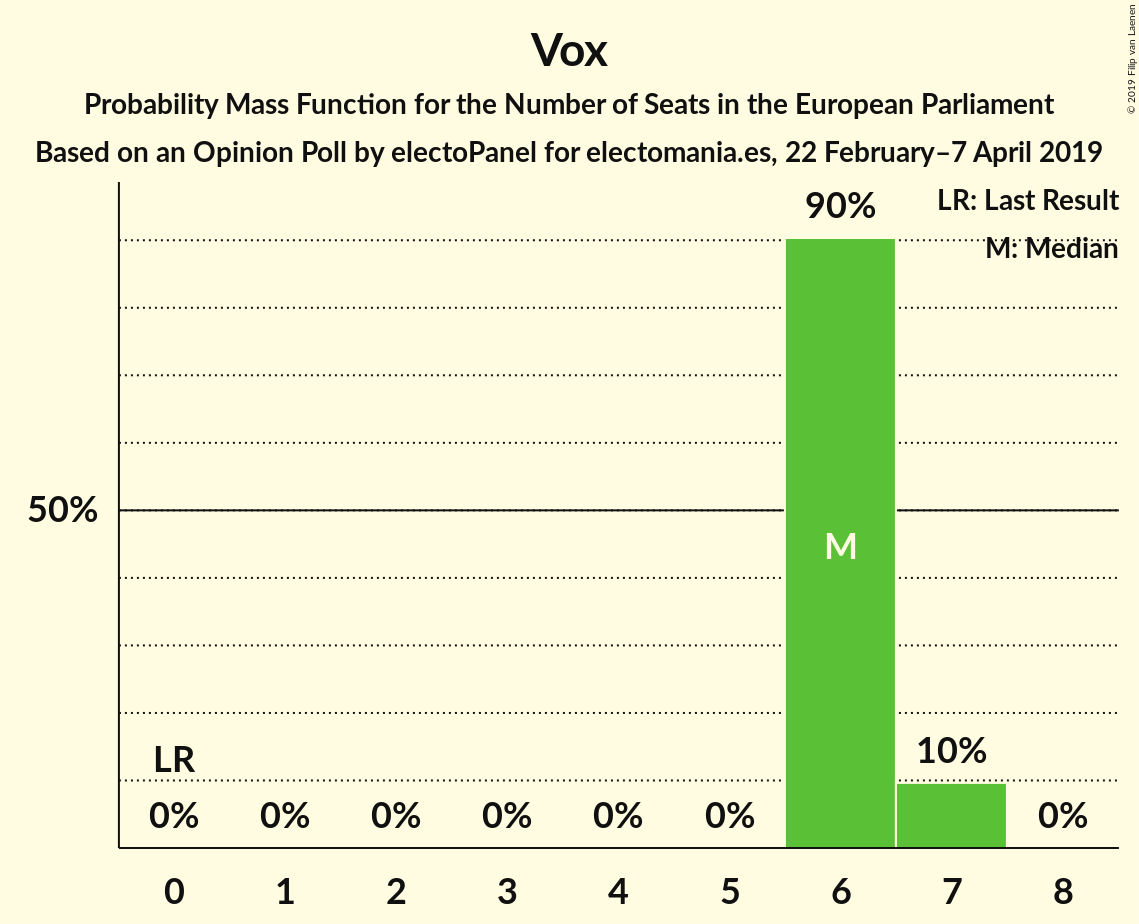 Vox
Probability Mass Function for the Number of Seats in the European Parliament
Based on an Opinion Poll by electoPanel for electomania.es, 22 February–7 April 2019
© 2019 Filip van Laenen
LR: Last Result
M: Median
90%
50%
M
LR
10%
0% 0% 0% 0% 0% 0% 0%
0 1 2 3 4 5 6 7 8